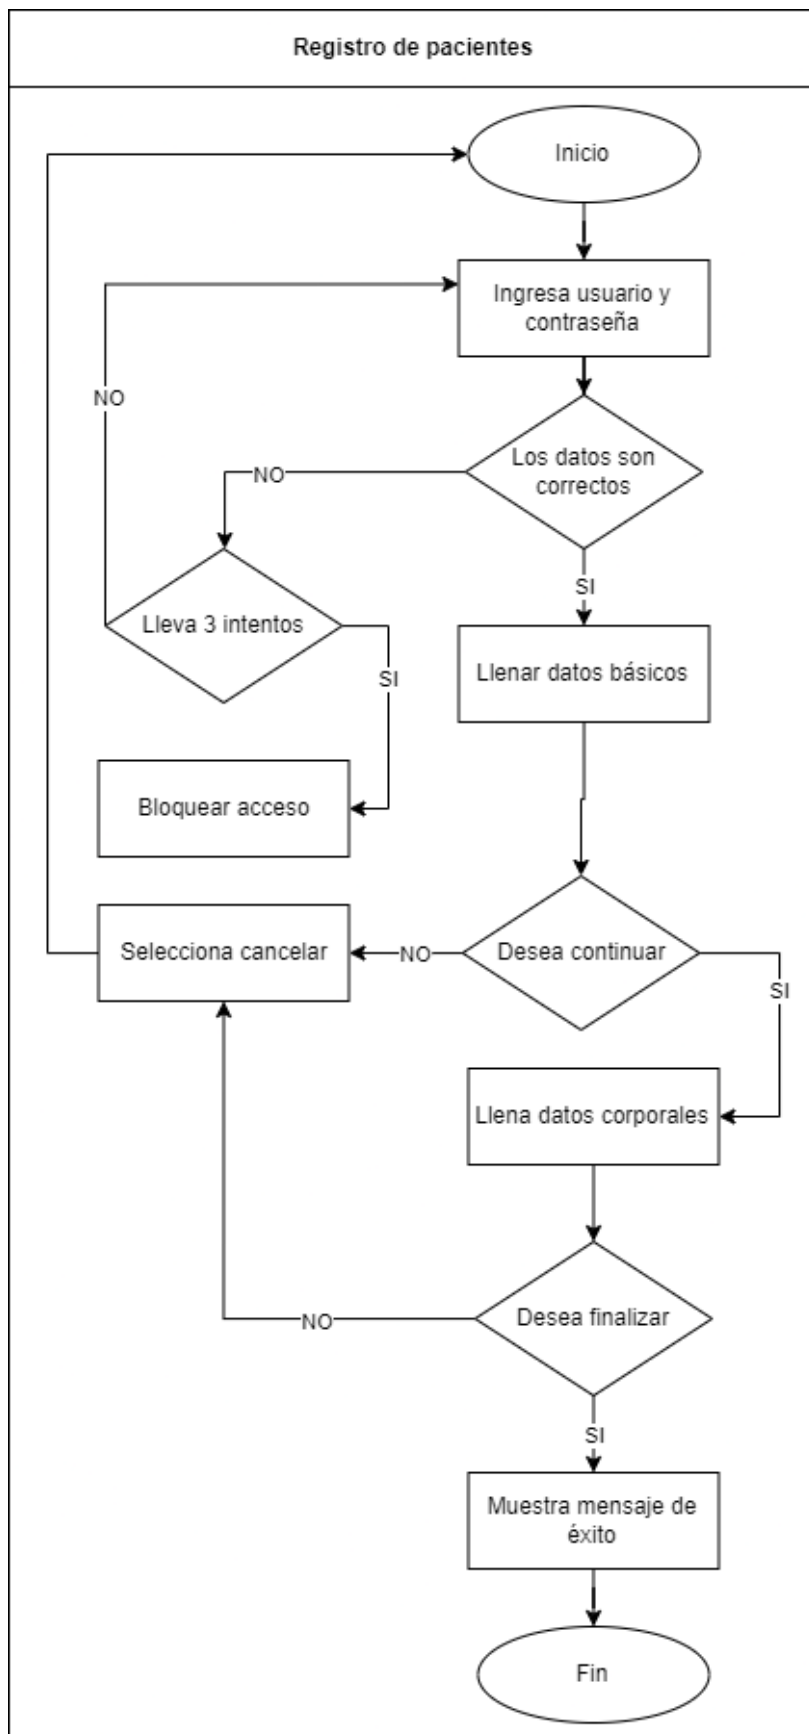 Registro de pacientes
Inicio
Ingresa usuario y
contraseña
NO
Los datos son
correctos
NO
SI
Lleva 3 intentos
Llenar datos básicos
SI
Bloquear acceso
Selecciona cancelar
NO
Desea continuar
SI
Llena datos corporales
Desea finalizar
NO
SI
Muestra mensaje de
éxito
Fin